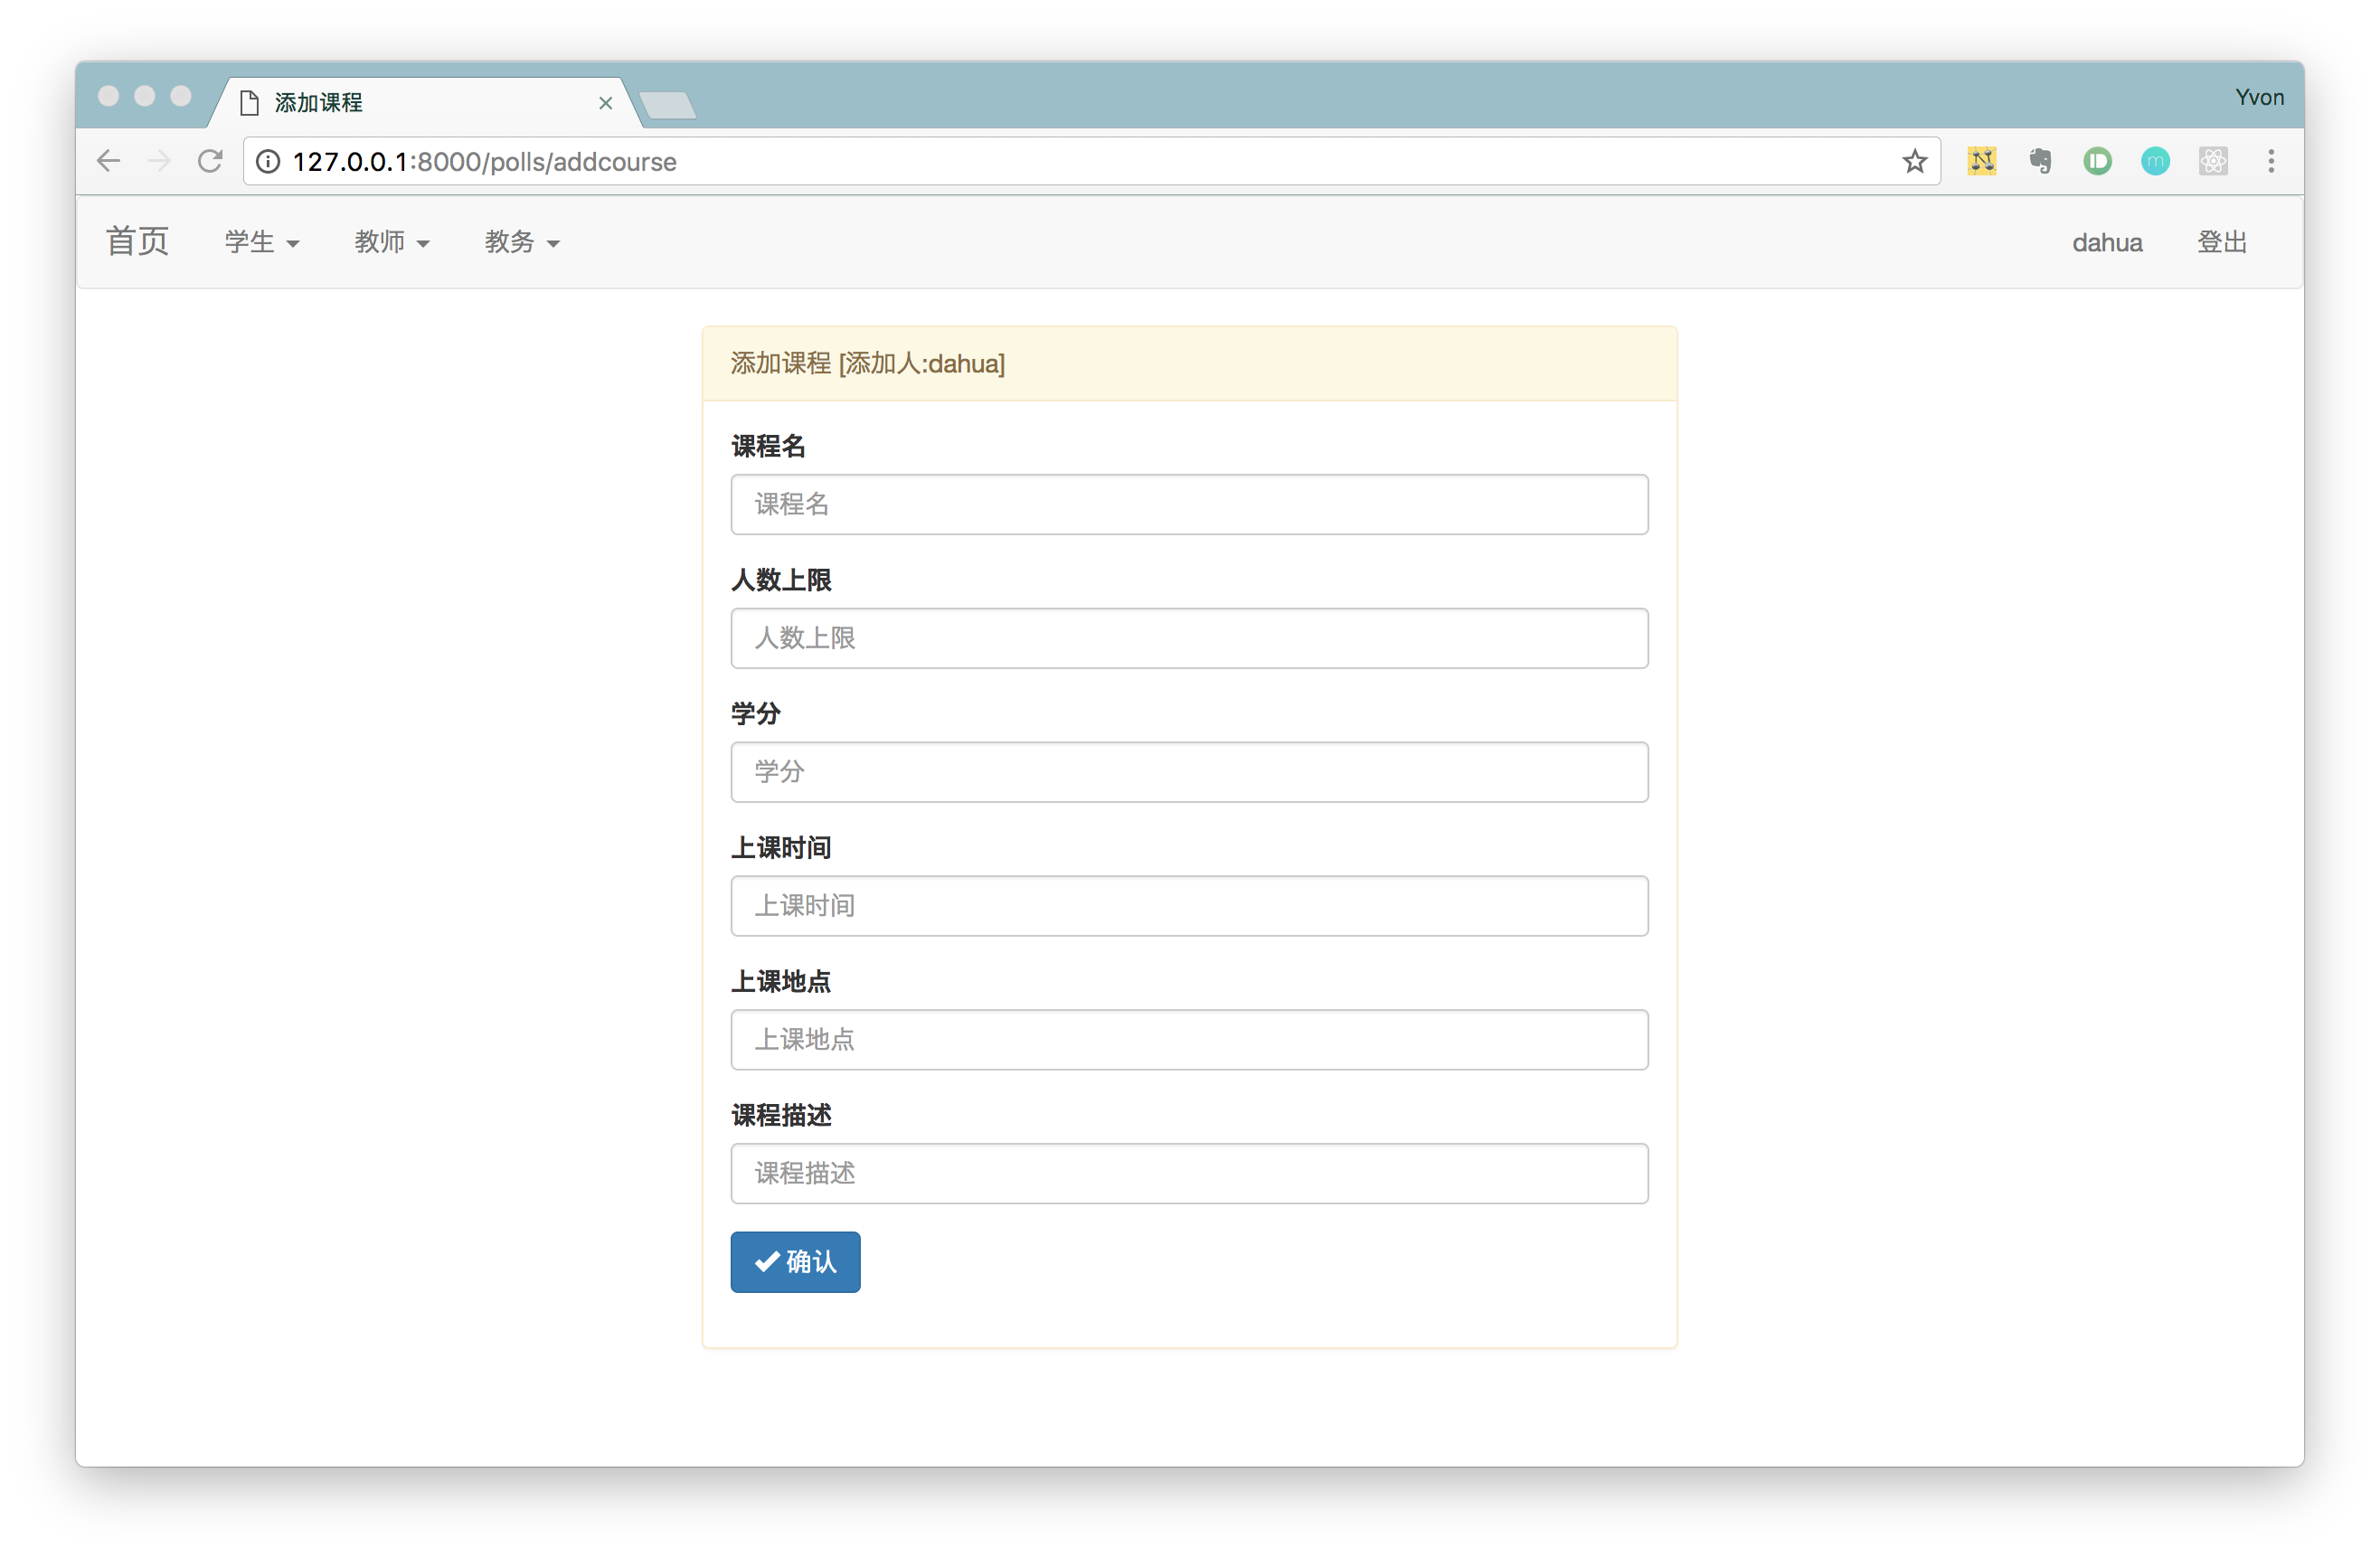 添加课程
Yvon
127.0.0.1:8000/polls/addcourse
首页 学生 教师 教务 dahua 登出
添加课程 [添加人:dahua]
课程名
课程名
人数上限
人数上限
学分
学分
上课时间
上课时间
上课地点
上课地点
课程描述
课程描述
确认